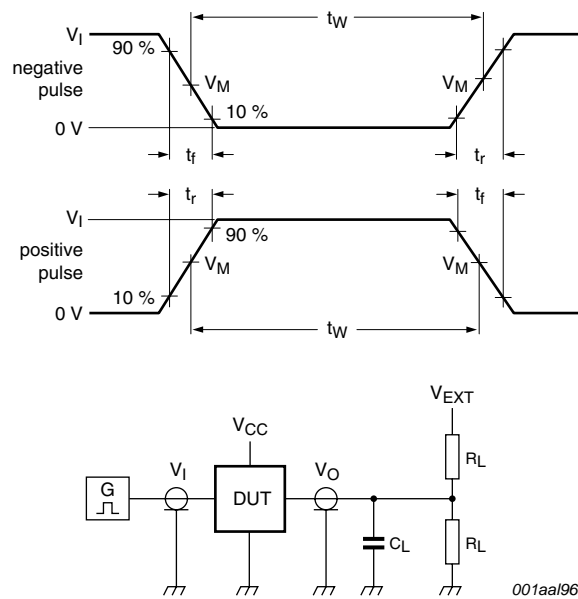 V_I
t_W
90 %
negative
pulse
V_M
V_M
10 %
0 V
t_f
t_r
t_r
t_f
V_I
90 %
positive
pulse
V_M
V_M
10 %
0 V
t_W
V_EXT
V_CC
R_L
V_I
V_O
G
DUT
C_L
R_L
001aal96